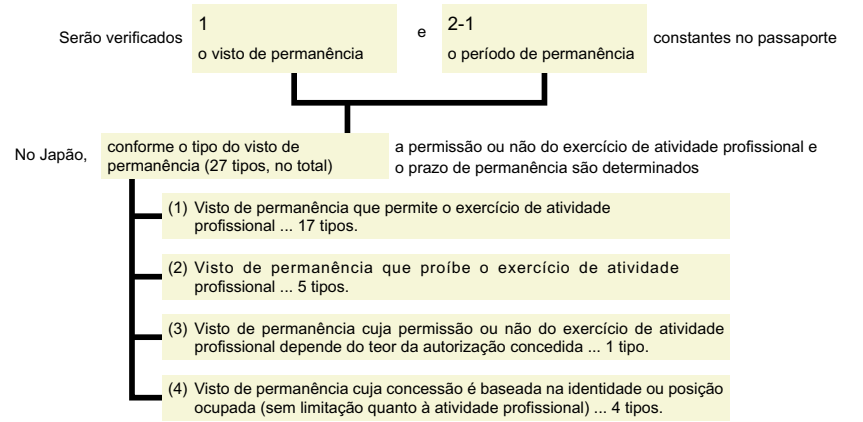 Serão verificados
1
o visto de permanência
e
2-1
o período de permanência
constantes no passaporte
No Japão,
conforme o tipo do visto de
permanência (27 tipos, no total)
a permissão ou não do exercício de atividade profissional e
o prazo de permanência são determinados
(1) Visto de permanência que permite o exercício de atividade
profissional ... 17 tipos.
(2) Visto de permanência que proíbe o exercício de atividade
profissional ... 5 tipos.
(3) Visto de permanência cuja permissão ou não do exercício de atividade
profissional depende do teor da autorização concedida ... 1 tipo.
(4) Visto de permanência cuja concessão é baseada na identidade ou posição
ocupada (sem limitação quanto à atividade profissional) ... 4 tipos.